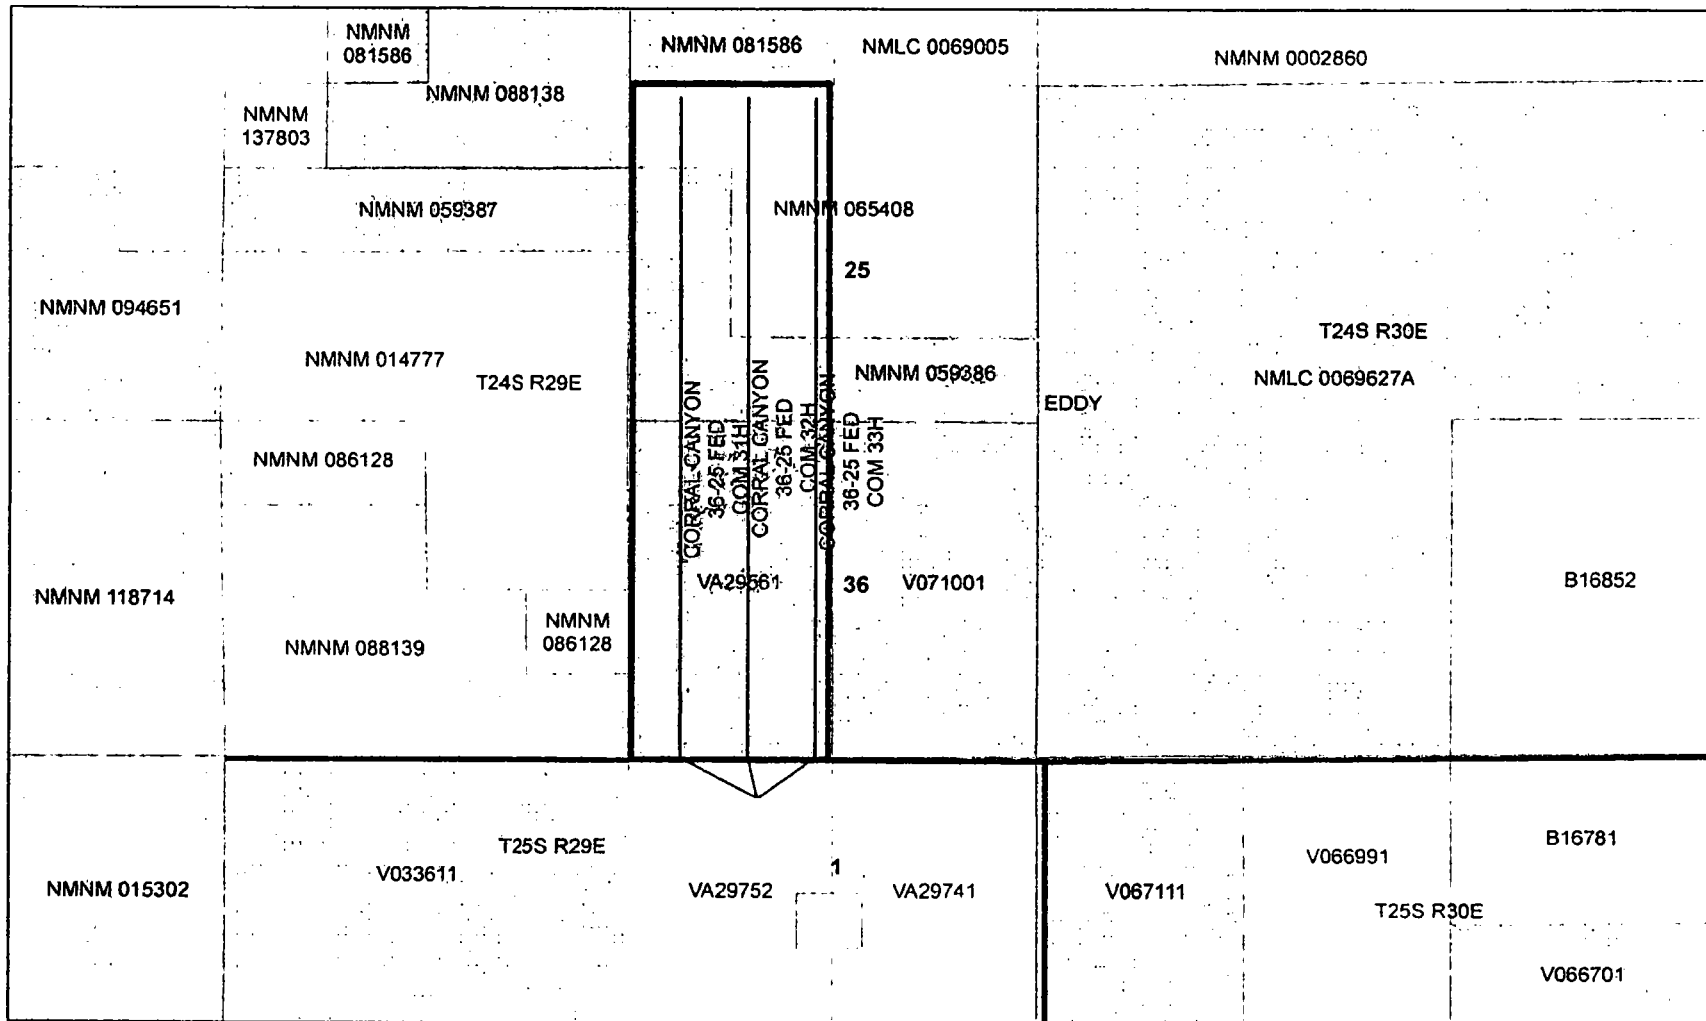 NMNM
081586
NMNM 081586
NMLC 0069005
NMNM 0002860
NMNM 088138
NMNM
137803
NMNM 059387
NMNM 065408
25
NMNM 094651
NMNM 014777
T24S R29E
NMNM 059386
T24S R30E
NMLC 0069627A
EDDY
CORRAL CANYON
36-25 FED
COM 31H
CORRAL CANYON
36-25 FED
COM 32H
CORRAL CANYON
36-25 FED
COM 33H
NMNM 086128
NMNM 118714
VA29561
36
V071001
B16852
NMNM 088139
NMNM
086128
T25S R29E
V033611
NMNM 015302
VA29752
1
VA29741
V067111
V066991
B16781
T25S R30E
V066701